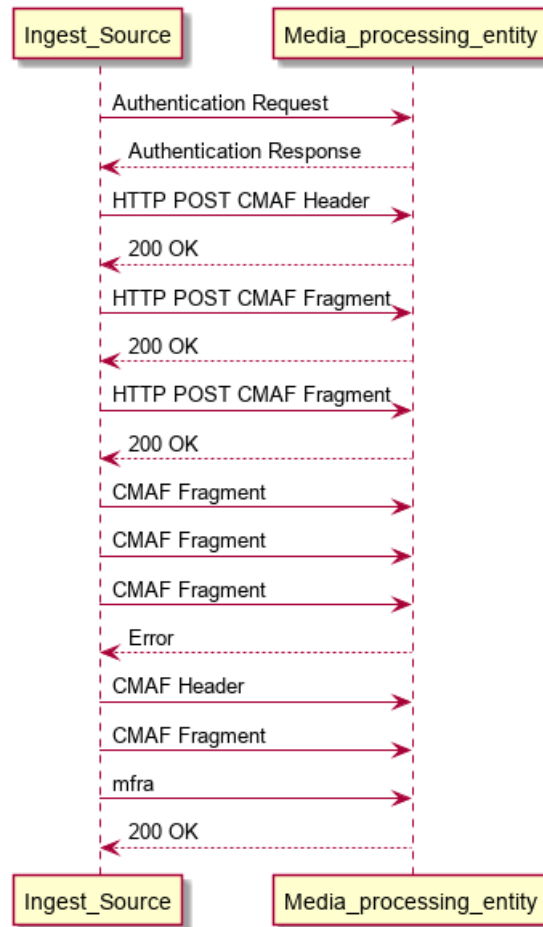 Ingest_Source
Media_processing_entity
Authentication Request
Authentication Response
HTTP POST CMAF Header
200 OK
HTTP POST CMAF Fragment
200 OK
HTTP POST CMAF Fragment
200 OK
CMAF Fragment
CMAF Fragment
CMAF Fragment
Error
CMAF Header
CMAF Fragment
mfra
200 OK
Ingest_Source
Media_processing_entity